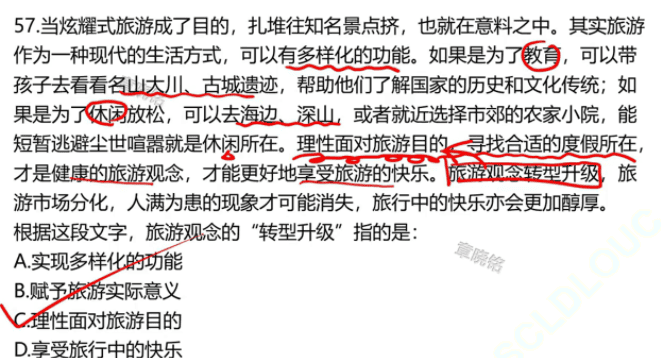 57.当炫耀式旅游成了目的，扎堆往知名景点挤，也就在意料之中。其实旅游
作为一种现代的生活方式，可以有多样化的功能。如果是为了教育，可以带
孩子去看看名山大川、古城遗迹，帮助他们了解国家的历史和文化传统；如
果是为了休闲放松，可以去海边、深山，或者就近选择市郊的农家小院，能
短暂逃避尘世喧嚣就是休闲所在。理性面对旅游目的，寻找合适的度假所在，
才是健康的旅游观念，才能更好地享受旅游的快乐。旅游观念转型升级，旅
游市场分化，人满为患的现象才可能消失，旅行中的快乐亦会更加醇厚。
根据这段文字，旅游观念的“转型升级”指的是：
A.实现多样化的功能
B.赋予旅游实际意义
C.理性面对旅游目的
D.享受旅行中的快乐
章晓铭
章晓铭
SCLDLOUC